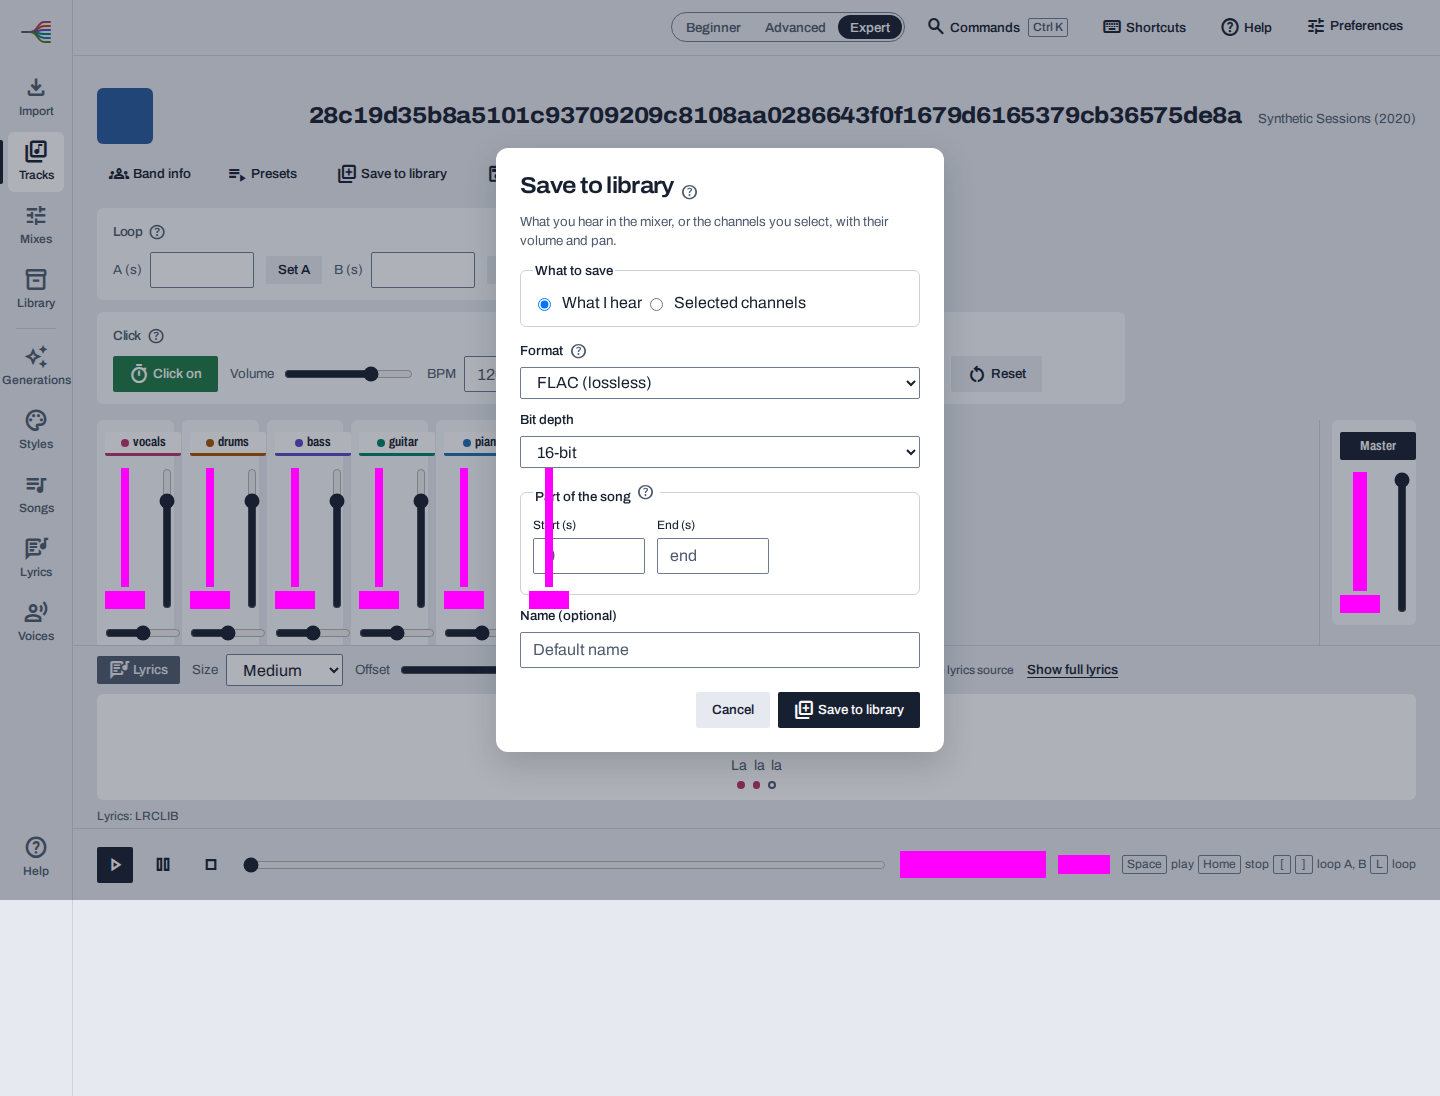 Beginner Advanced Expert Commands Ctrl K Shortcuts Help Preferences
Import
Tracks
Mixes
Library
Generations
Styles
Songs
Lyrics
Voices
Help
28c19d35b8a5101c93709209c8108aa0286643f0f1679d6165379cb36575de8a Synthetic Sessions (2020)
Band info Presets Save to library
Loop
A (s) Set A B (s)
Click
Click on Volume BPM 12 Reset
vocals drums bass guitar pian Master
Save to library
What you hear in the mixer, or the channels you select, with their
volume and pan.
What to save
What I hear Selected channels
Format
FLAC (lossless)
Bit depth
16-bit
Part of the song
Start (s) End (s)
end
Name (optional)
Default name
Cancel Save to library
Lyrics Size Medium Offset lyrics source Show full lyrics
La la la
Lyrics: LRCLIB
Space play Home stop [ ] loop A, B L loop